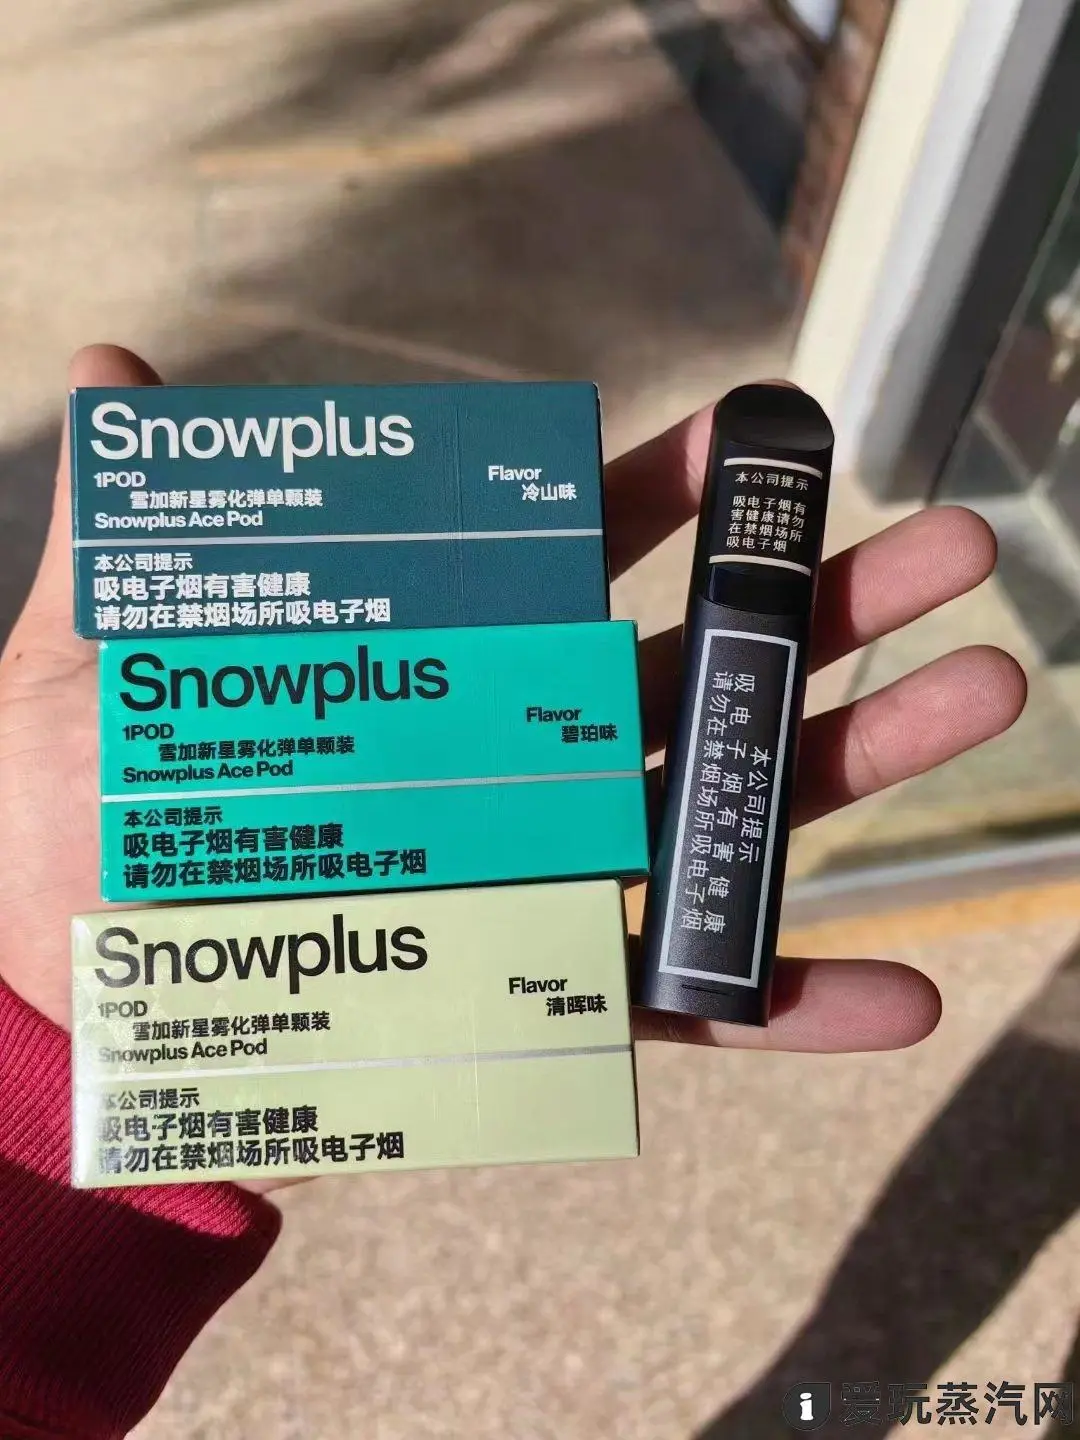 Snowplus
1POD
雪加新星雾化弹单颗装
Snowplus Ace Pod
Flavor
冷山味
本公司提示
吸电子烟有害健康
请勿在禁烟场所吸电子烟
Snowplus
1POD
雪加新星雾化弹单颗装
Snowplus Ace Pod
Flavor
碧珀味
本公司提示
吸电子烟有害健康
请勿在禁烟场所吸电子烟
Snowplus
1POD
雪加新星雾化弹单颗装
Snowplus Ace Pod
Flavor
清晖味
本公司提示
吸电子烟有害健康
请勿在禁烟场所吸电子烟
本公司提示
吸电子烟有
害健康请勿
在禁烟场所
吸电子烟
本公司提示
吸电子烟有害健康
请勿在禁烟场所吸电子烟
i爱玩蒸汽网